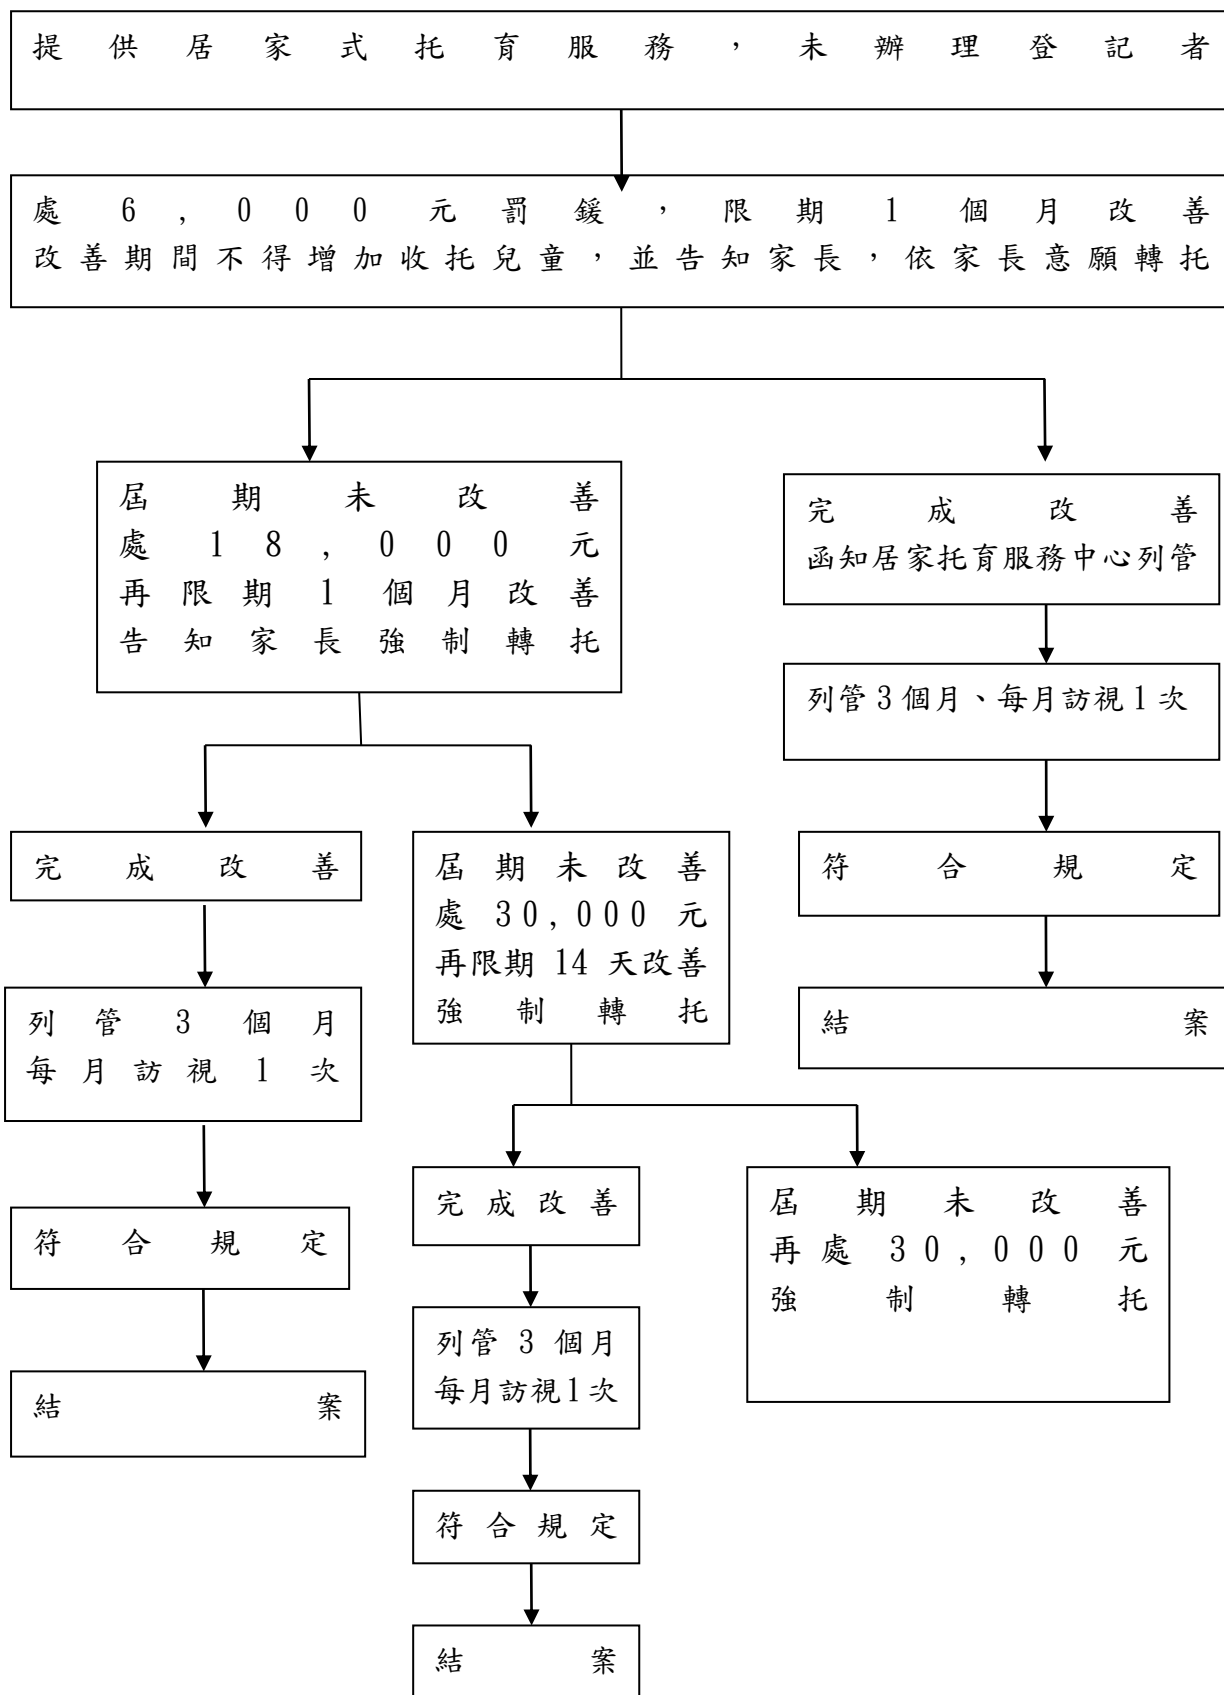 提供居家式托育服務，未辦理登記者
處6,000元罰鍰，限期1個月改善
改善期間不得增加收托兒童，並告知家長，依家長意願轉托
屆期未改善
處18,000元
再限期1個月改善
告知家長強制轉托
完成改善
函知居家托育服務中心列管
列管3個月、每月訪視1次
符合規定
結案
完成改善
列管3個月
每月訪視1次
符合規定
結案
屆期未改善
處30,000元
再限期14天改善
強制轉托
完成改善
列管3個月
每月訪視1次
符合規定
結案
屆期未改善
再處30,000元
強制轉托